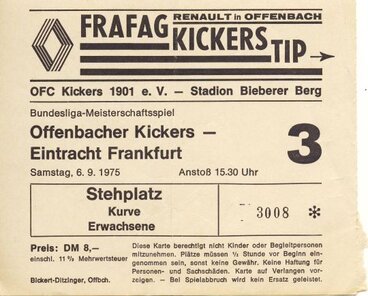 RENAULT in OFFENBACH
FRAFAG
KICKERS
TIP
OFC Kickers 1901 e. V. — Stadion Bieberer Berg
Bundesliga-Meisterschaftsspiel
Offenbacher Kickers —
Eintracht Frankfurt
3
Samstag, 6. 9. 1975 Anstoß 15.30 Uhr
Stehplatz
Kurve
Erwachsene
3008 *
Preis: DM 8,—
einschl. 11 % Mehrwertsteuer
Bickert-Ditzinger, Offbch.
Diese Karte berechtigt nicht Kinder oder Begleitpersonen
mitzunehmen. Plätze müssen ½ Stunde vor Beginn ein-
genommen sein, sonst keine Gewähr. Keine Haftung für
Personen- und Sachschäden. Karte auf Verlangen vor-
zeigen. — Bei Spielabbruch wird kein Ersatz geleistet.